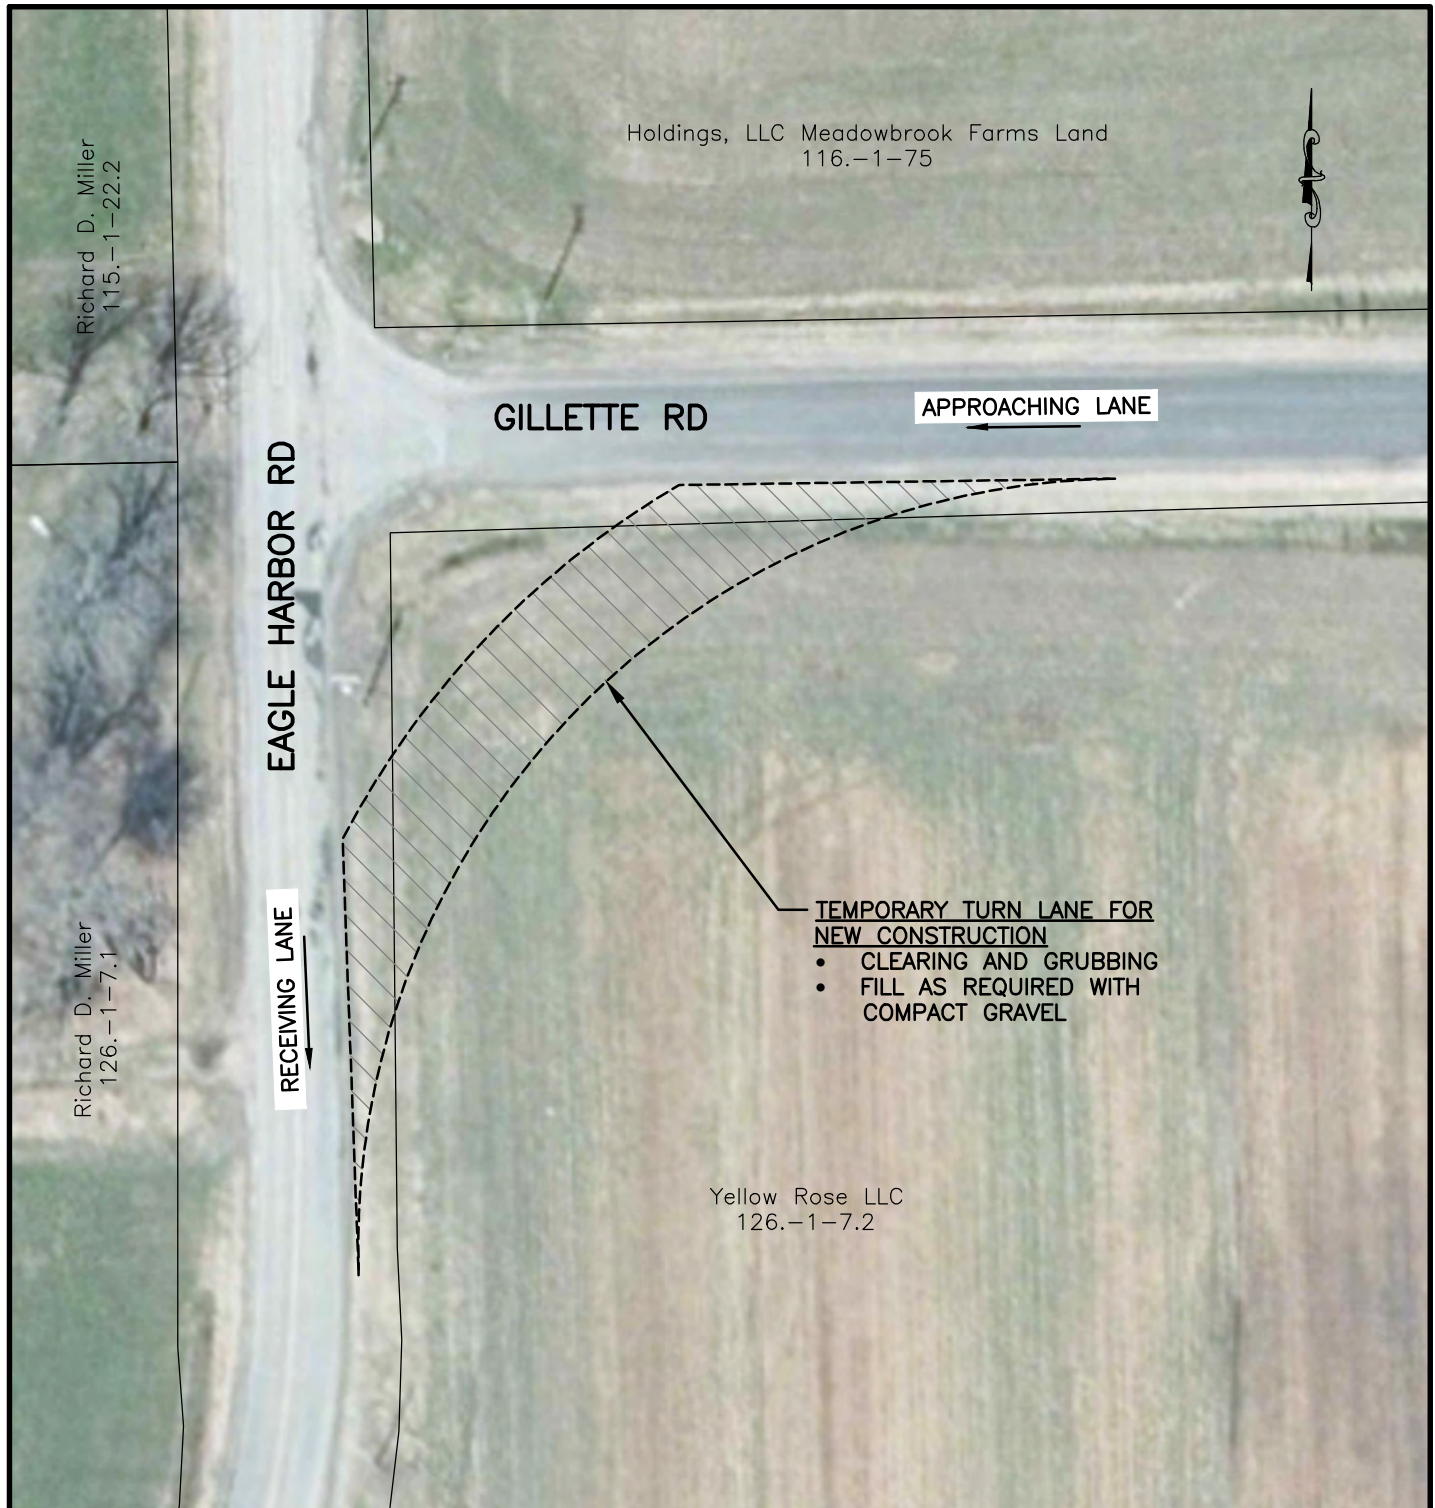 Holdings, LLC Meadowbrook Farms Land
116.-1-75
Richard D. Miller
115.-1-22.2
GILLETTE RD
APPROACHING LANE
EAGLE HARBOR RD
RECEIVING LANE
TEMPORARY TURN LANE FOR
NEW CONSTRUCTION
• CLEARING AND GRUBBING
• FILL AS REQUIRED WITH
COMPACT GRAVEL
Richard D. Miller
126.-1-7.1
Yellow Rose LLC
126.-1-7.2